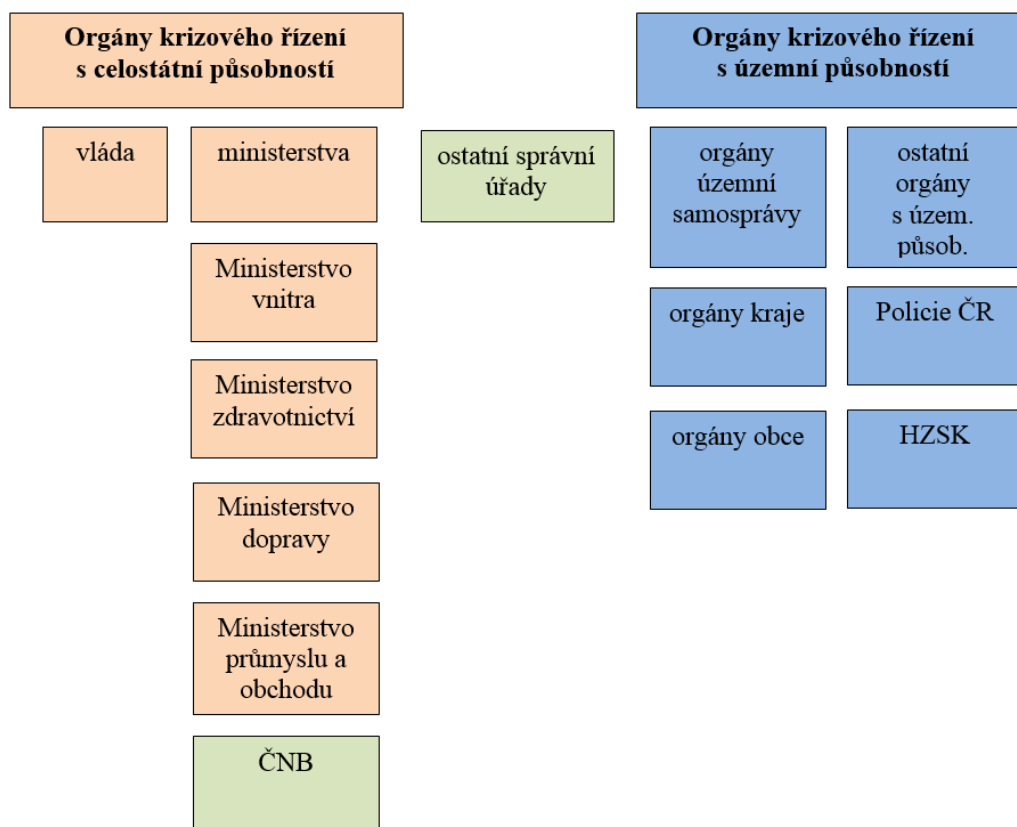 Orgány krizového řízení
s celostátní působností
Orgány krizového řízení
s územní působností
vláda
ministerstva
ostatní správní
úřady
orgány
územní
samosprávy
ostatní
orgány
s územ.
působ.
Ministerstvo
vnitra
orgány kraje
Policie ČR
Ministerstvo
zdravotnictví
orgány obce
HZSK
Ministerstvo
dopravy
Ministerstvo
průmyslu a
obchodu
ČNB